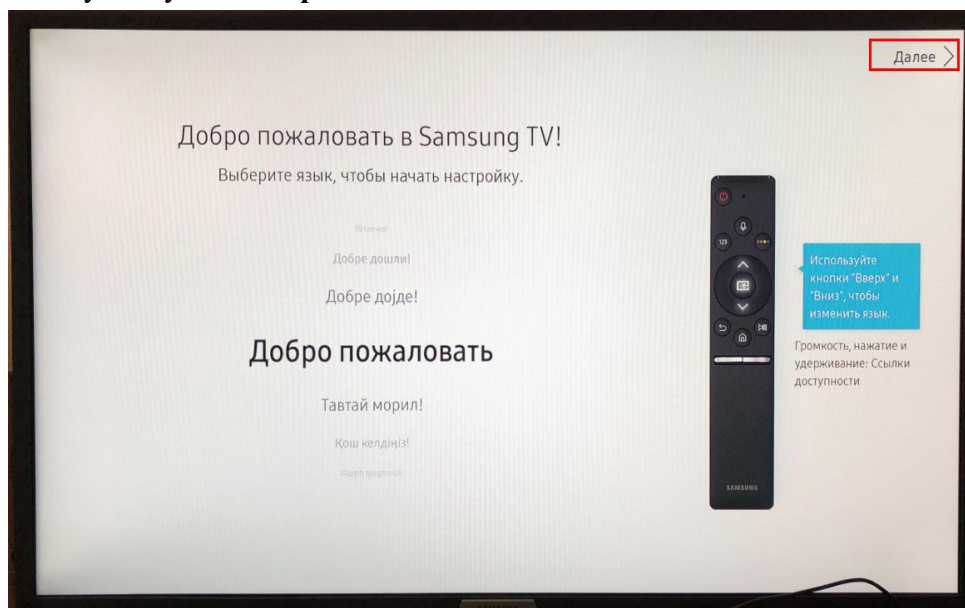 Далее
Добро пожаловать в Samsung TV!
Выберите язык, чтобы начать настройку.
Добре дошли!
Добре дојде!
Добро пожаловать
Тавтай морил!
Қош келдіңіз!
123
Используйте
кнопки "Вверх" и
"Вниз", чтобы
изменить язык.
Громкость, нажатие и
удерживание: Ссылки
доступности
SAMSUNG